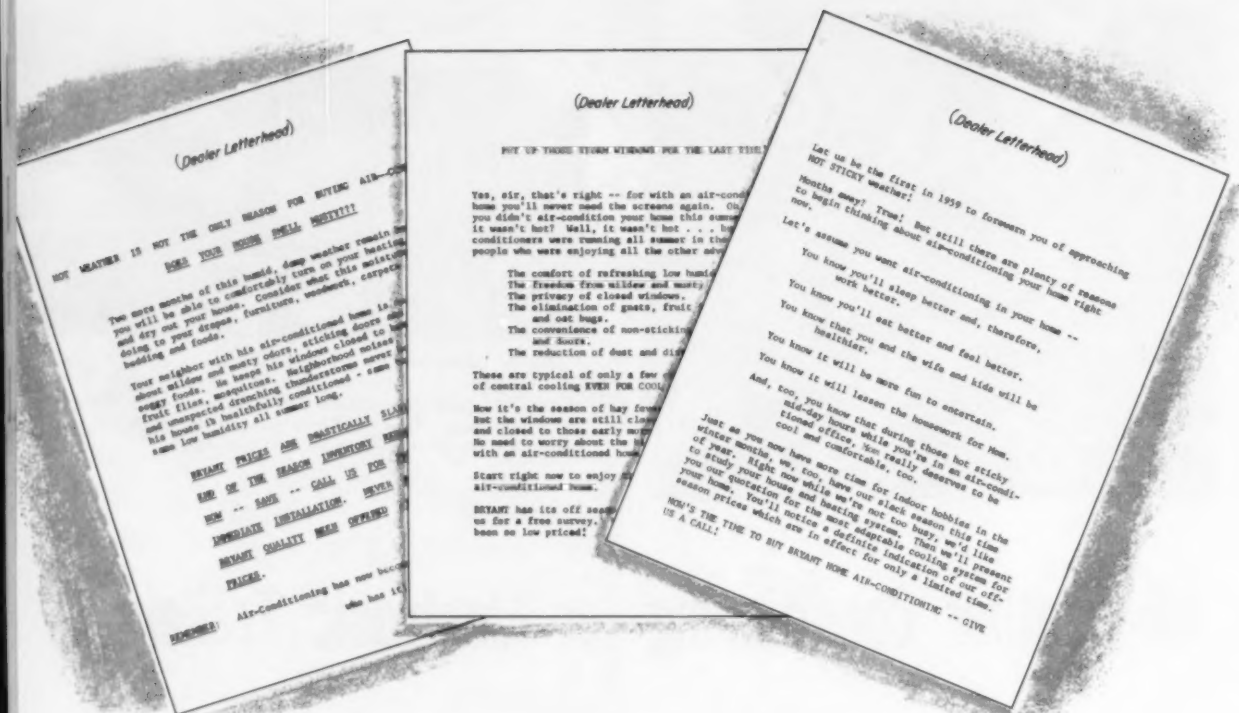 (Dealer Letterhead)
HOT WEATHER IS NOT THE ONLY REASON FOR BUYING AIR--
DOES YOUR HOUSE SMELL MUSTY???
Two more months of this humid, damp weather remain
you will be able to comfortably turn on your heating
and dry out your house. Consider what this moisture
doing to your drapes, furniture, woodwork, carpets
bedding and foods.
Your neighbor with his air-conditioned home is
about mildew and musty odors, sticking doors
soggy foods. He keeps his windows closed to
fruit flies, mosquitoes. Neighborhood noises
and unexpected drenching thunderstorms never
his house is healthfully conditioned - same
same low humidity all summer long.
BRYANT PRICES ARE DRASTICALLY
END OF THE SEASON INVENTORY
NOW -- SAVE -- CALL US FOR
IMMEDIATE INSTALLATION. NEVER
BRYANT QUALITY BEEN OFFERED
PRICES.
REMEMBER: Air-Conditioning has now
who has it
(Dealer Letterhead)
PUT UP THOSE STORM WINDOWS FOR THE LAST TIME!
Yes, sir, that's right -- for with an air-cond
home you'll never need the screens again. Oh,
you didn't air-condition your home this summe
it wasn't hot? Well, it wasn't hot . . .
conditioners were running all summer in the
people who were enjoying all the other adv
The comfort of refreshing low humid
The freedom from mildew and musty
The privacy of closed windows.
The elimination of gnats, fruit
and oat bugs.
The convenience of non-sticking
and doors.
The reduction of dust and
These are typical of only a few
of central cooling EVEN FOR COOL
Now it's the season of hay feve
But the windows are still clos
and closed to those early mor
No need to worry about the
with an air-conditioned home
Start right now to enjoy
air-conditioned home.
BRYANT has its off seas
us for a free survey.
been so low priced!
(Dealer Letterhead)
Let us be the first in 1959 to forewarn you of approaching
HOT STICKY weather!
Months away! True! But still there are plenty of reasons
to begin thinking about air-conditioning your home right
now.
Let's assume you want air-conditioning in your home --
You know you'll sleep better and, therefore,
work better.
You know you'll eat better and feel better.
You know that you and the wife and kids will be
healthier.
You know it will be more fun to entertain.
You know it will lessen the housework for Mom.
And, too, you know that during those hot sticky
mid-day hours while you're in an air-condi-
tioned office, Mom really deserves to be
cool and comfortable, too.
Just as you now have more time for indoor hobbies in the
winter months, we, too, have our slack season this time
of year. Right now while we're not too busy, we'd like
to study your house and heating system. Then we'll present
you our quotation for the most adaptable cooling system for
your home. You'll notice a definite indication of our off-
season prices which are in effect for only a limited time.
NOW'S THE TIME TO BUY BRYANT HOME AIR-CONDITIONING -- GIVE
US A CALL!